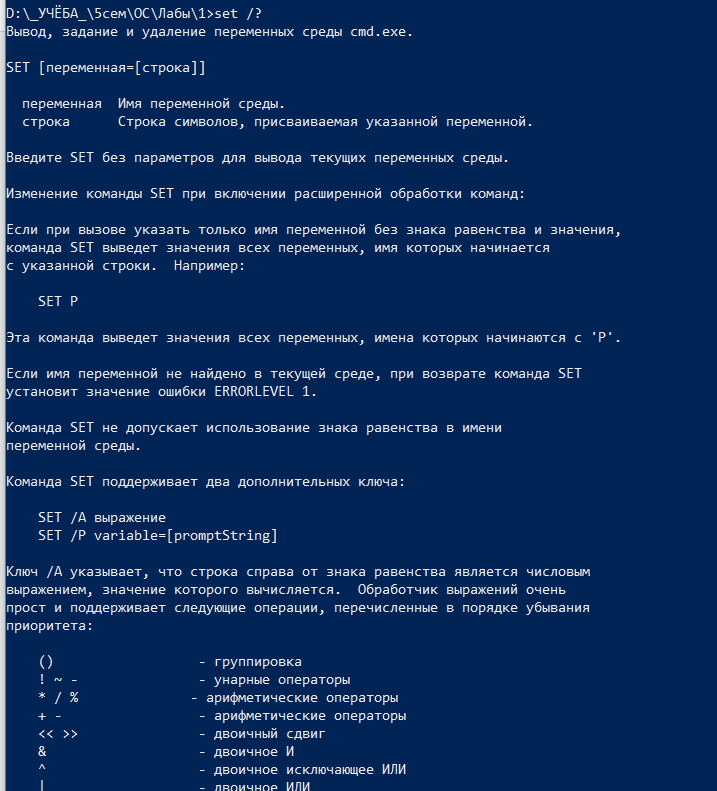 D:\_УЧЁБА_\5сем\ОС\Лабы\1>set /?
Вывод, задание и удаление переменных среды cmd.exe.
SET [переменная=[строка]]
переменная  Имя переменной среды.
строка      Строка символов, присваиваемая указанной переменной.
Введите SET без параметров для вывода текущих переменных среды.
Изменение команды SET при включении расширенной обработки команд:
Если при вызове указать только имя переменной без знака равенства и значения,
команда SET выведет значения всех переменных, имя которых начинается
с указанной строки.  Например:
SET P
Эта команда выведет значения всех переменных, имена которых начинаются с 'P'.
Если имя переменной не найдено в текущей среде, при возврате команда SET
установит значение ошибки ERRORLEVEL 1.
Команда SET не допускает использование знака равенства в имени
переменной среды.
Команда SET поддерживает два дополнительных ключа:
SET /A выражение
SET /P variable=[promptString]
Ключ /A указывает, что строка справа от знака равенства является числовым
выражением, значение которого вычисляется.  Обработчик выражений очень
прост и поддерживает следующие операции, перечисленные в порядке убывания
приоритета:
()                  - группировка
! ~ -               - унарные операторы
* / %              - арифметические операторы
+ -                 - арифметические операторы
<< >>               - двоичный сдвиг
&                   - двоичное И
^                   - двоичное исключающее ИЛИ
|                   - двоичное ИЛИ